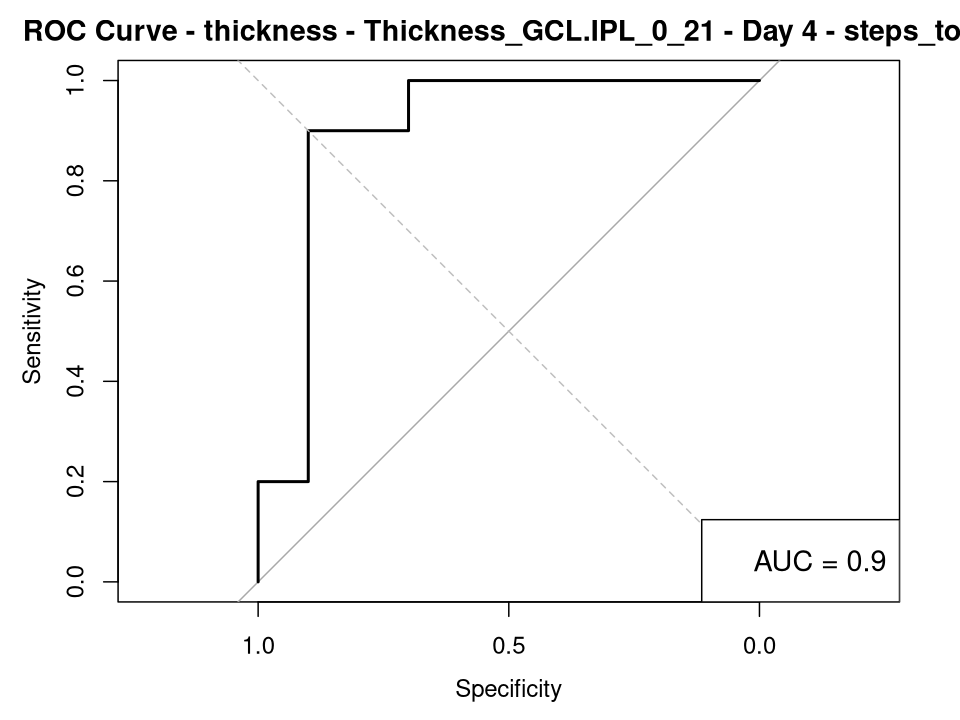 ROC Curve - thickness - Thickness_GCL.IPL_0_21 - Day 4 - steps_to
1.0
0.8
0.6
0.4
0.2
0.0
Sensitivity
AUC = 0.9
1.0 0.5 0.0
Specificity